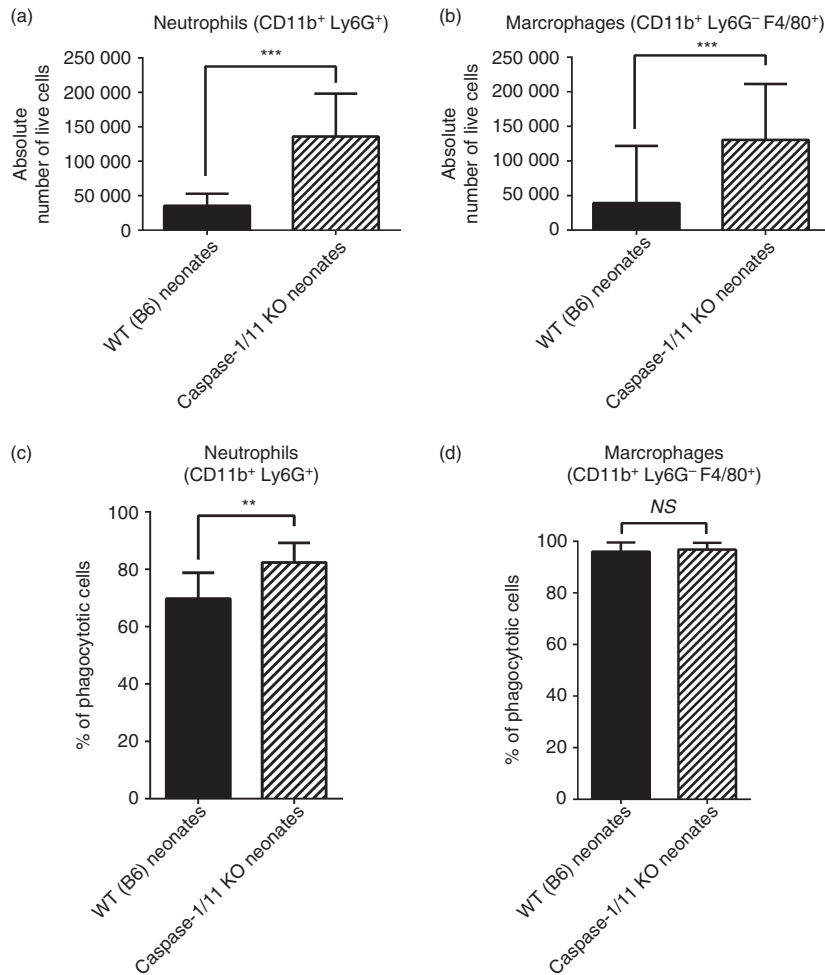 (a)
Neutrophils (CD11b⁺ Ly6G⁺)
***
250 000
200 000
150 000
100 000
50 000
0
Absolute
number of live cells
WT (B6) neonates
Caspase-1/11 KO neonates
(b)
Marcrophages (CD11b⁺ Ly6G⁻ F4/80⁺)
***
250 000
200 000
150 000
100 000
50 000
0
Absolute
number of live cells
WT (B6) neonates
Caspase-1/11 KO neonates
(c)
Neutrophils
(CD11b⁺ Ly6G⁺)
**
100
80
60
40
20
0
% of phagocytotic cells
WT (B6) neonates
Caspase-1/11 KO neonates
(d)
Marcrophages
(CD11b⁺ Ly6G⁻ F4/80⁺)
NS
100
80
60
40
20
0
% of phagocytotic cells
WT (B6) neonates
Caspase-1/11 KO neonates